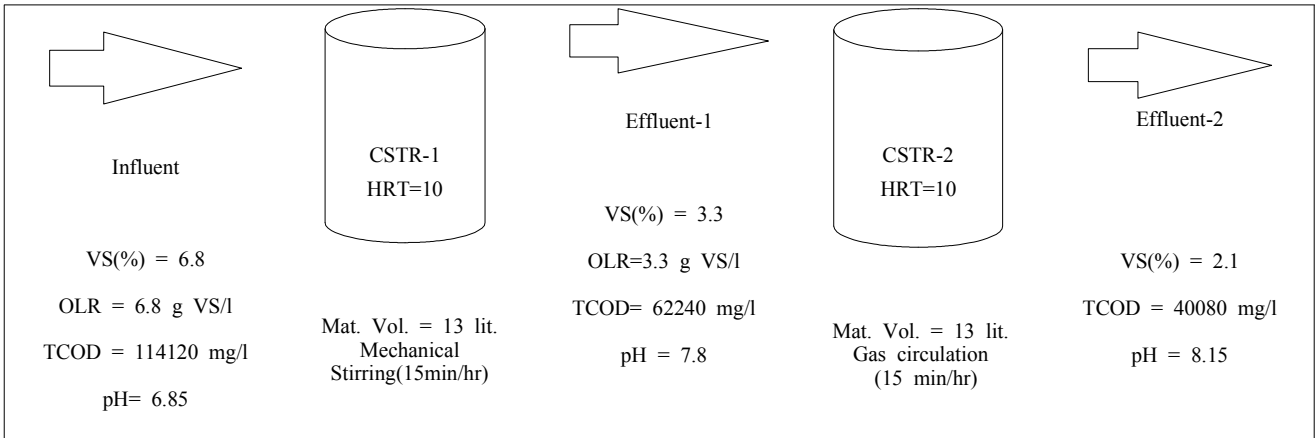 Influent
VS(%) = 6.8
OLR = 6.8 g VS/l
TCOD = 114120 mg/l
pH= 6.85
CSTR-1
HRT=10
Mat. Vol. = 13 lit.
Mechanical
Stirring(15min/hr)
Effluent-1
VS(%) = 3.3
OLR=3.3 g VS/l
TCOD= 62240 mg/l
pH = 7.8
CSTR-2
HRT=10
Mat. Vol. = 13 lit.
Gas circulation
(15 min/hr)
Effluent-2
VS(%) = 2.1
TCOD = 40080 mg/l
pH = 8.15